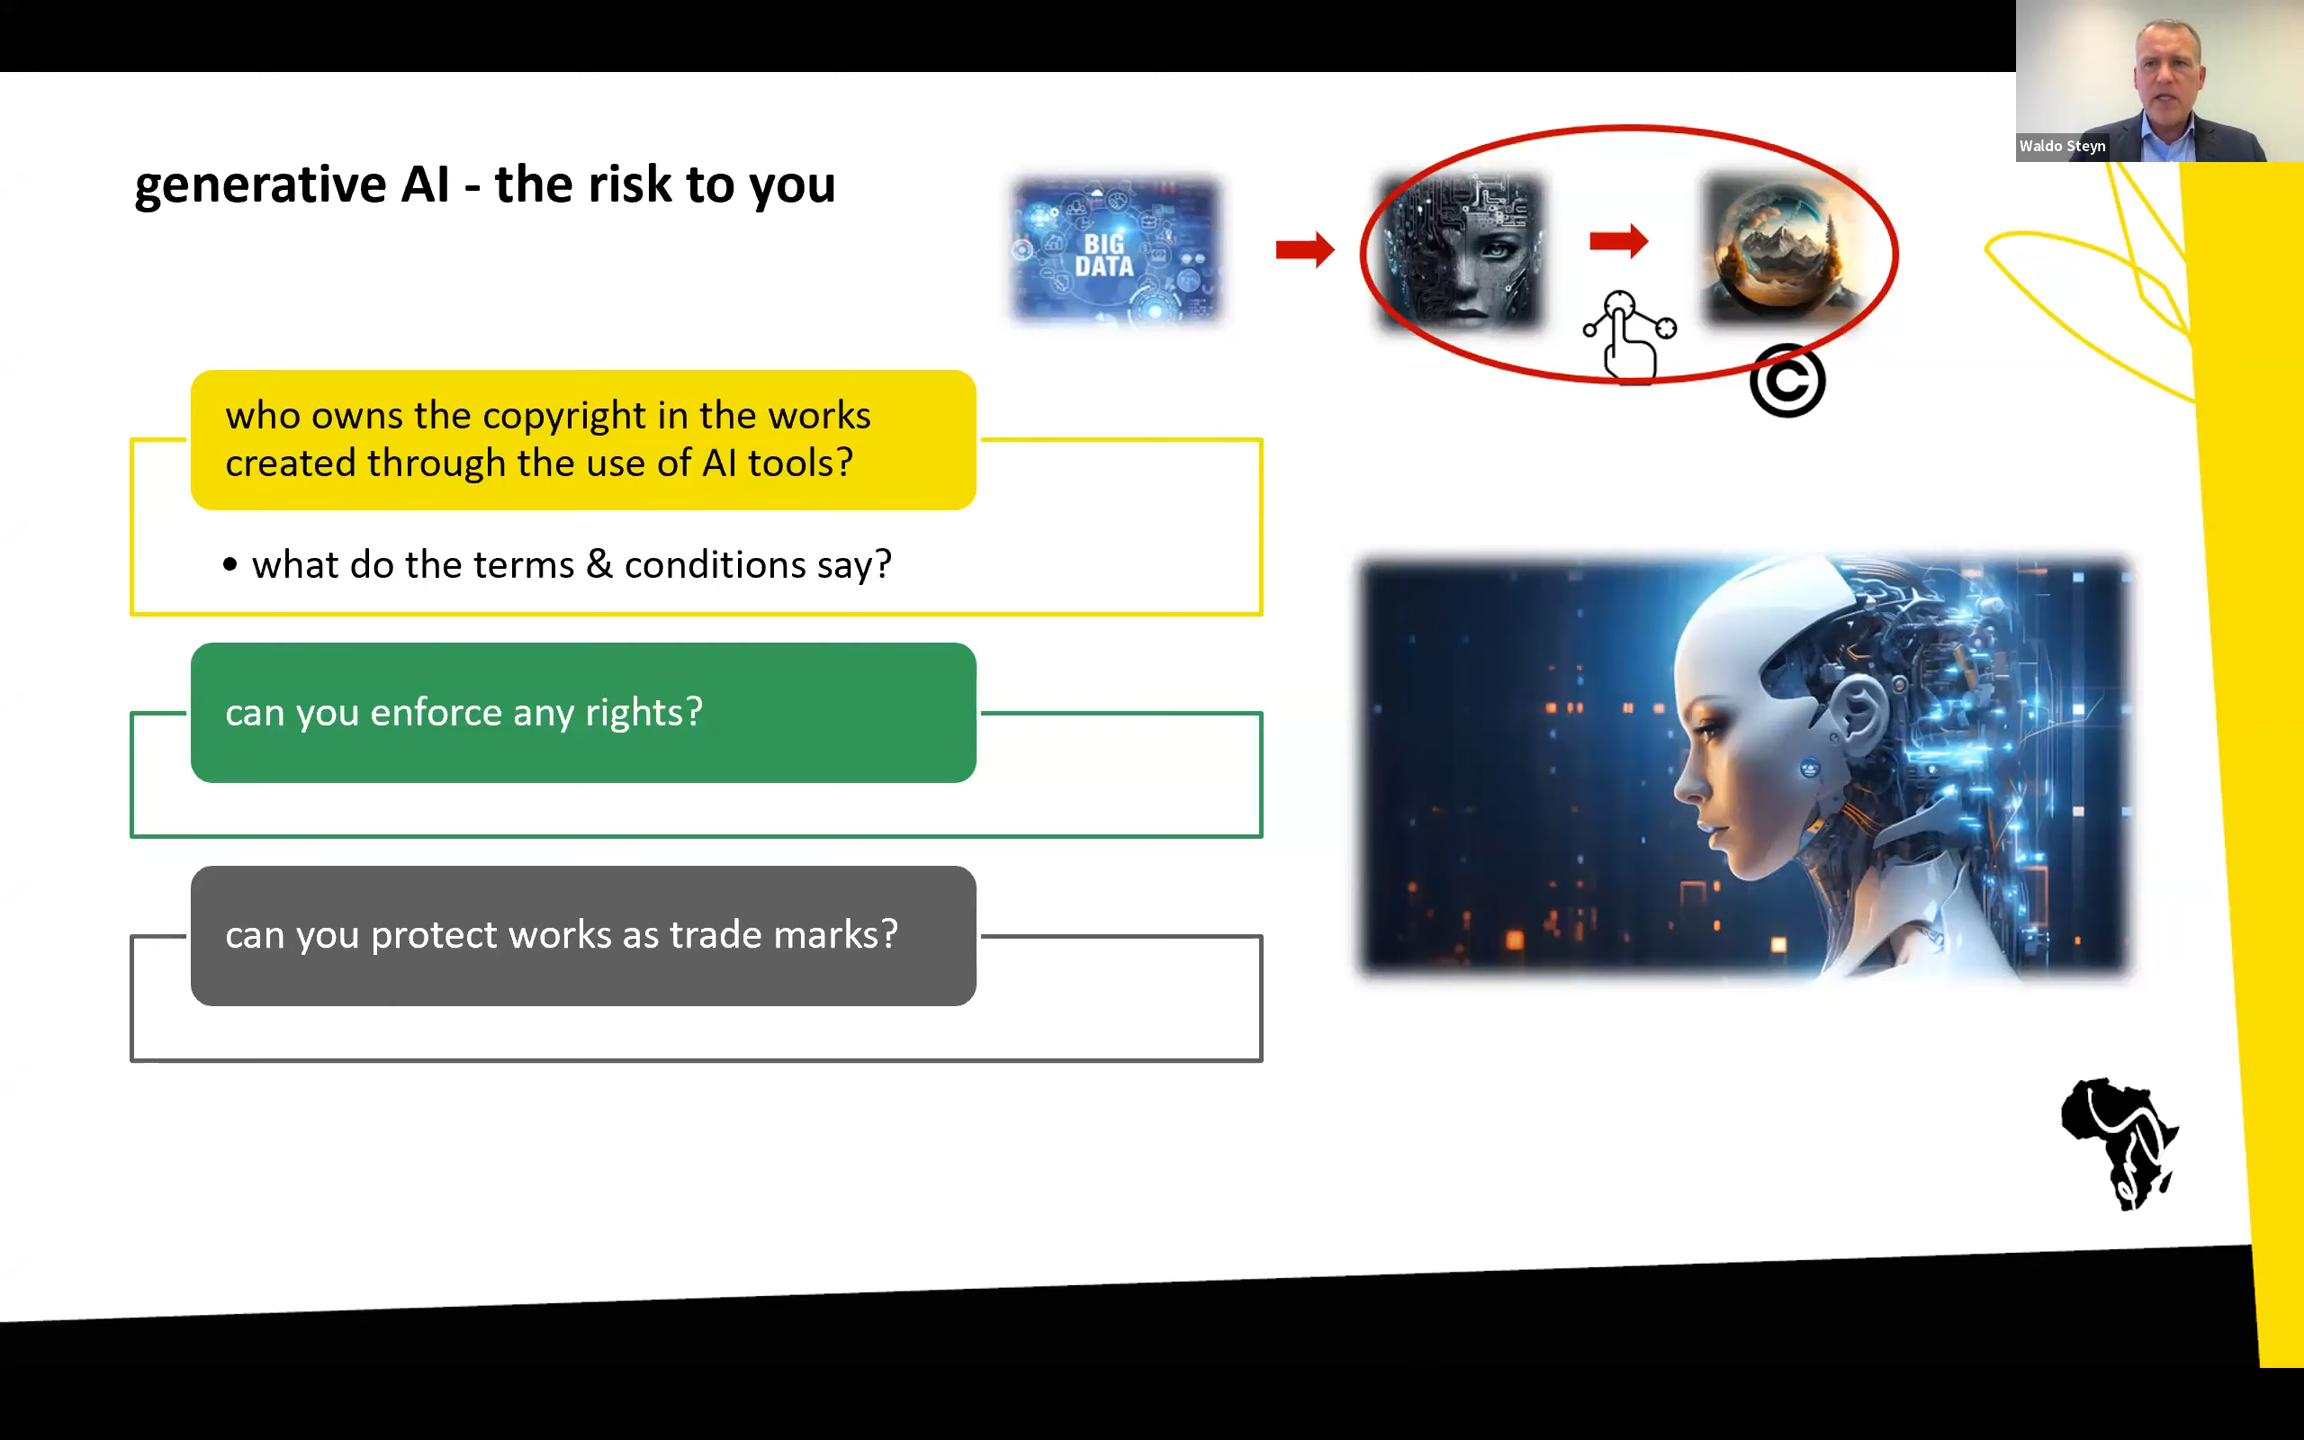 Waldo Steyn
generative AI - the risk to you
BIG
DATA
©
who owns the copyright in the works
created through the use of AI tools?
• what do the terms & conditions say?
can you enforce any rights?
can you protect works as trade marks?